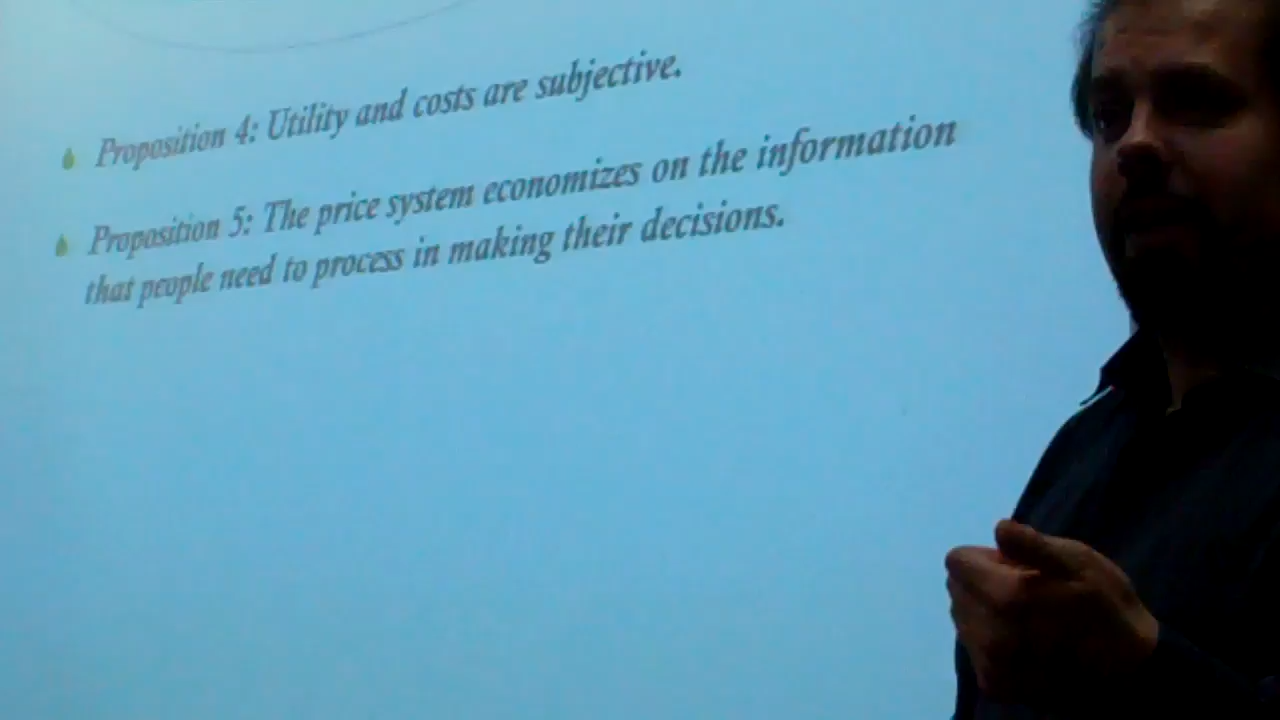 Proposition 4: Utility and costs are subjective.
Proposition 5: The price system economizes on the information
that people need to process in making their decisions.